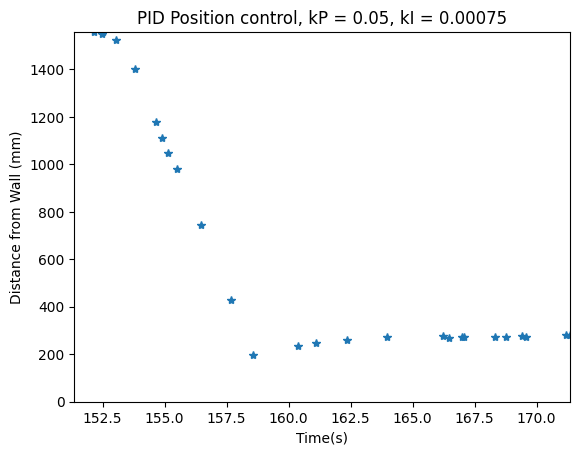 PID Position control, kP = 0.05, kI = 0.00075
Distance from Wall (mm)
1400
1200
1000
800
600
400
200
0
152.5 155.0 157.5 160.0 162.5 165.0 167.5 170.0
Time(s)